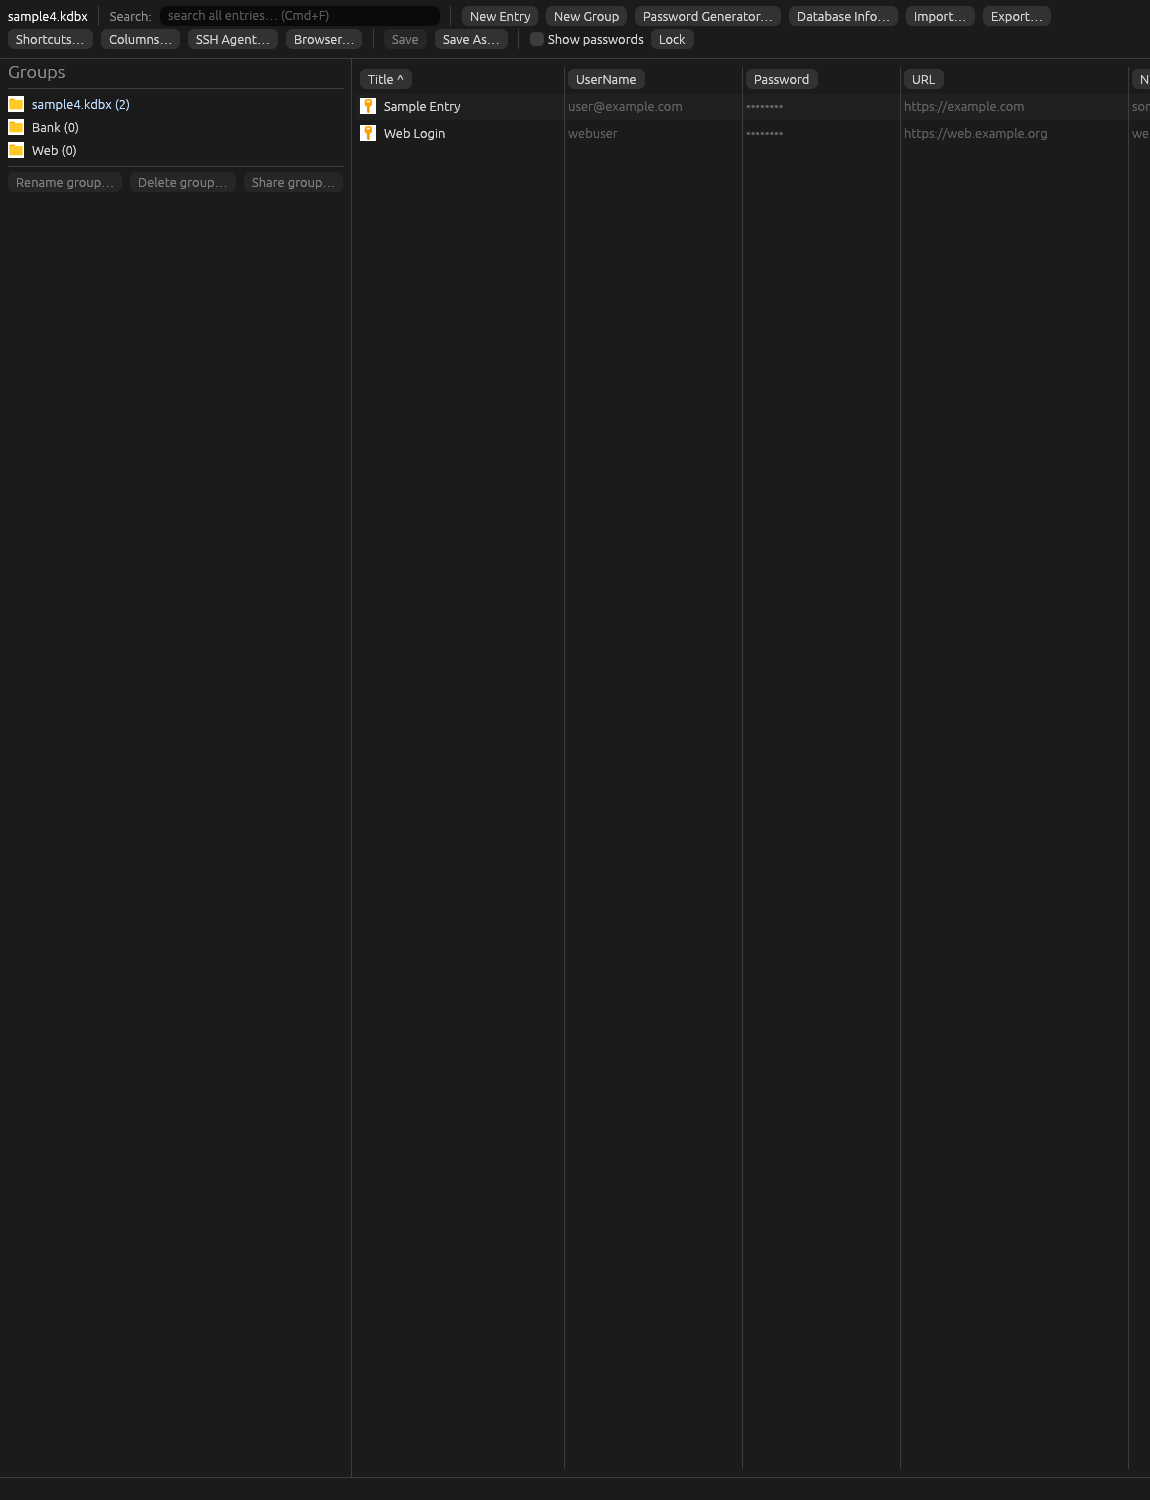 sample4.kdbx Search: search all entries... (Cmd+F) New Entry New Group Password Generator... Database Info... Import... Export...
Shortcuts... Columns... SSH Agent... Browser... Save Save As... Show passwords Lock
Groups
sample4.kdbx (2)
Bank (0)
Web (0)
Rename group... Delete group... Share group...
Title ^ UserName Password URL N
Sample Entry user@example.com •••••••• https://example.com
Web Login webuser •••••••• https://web.example.org we